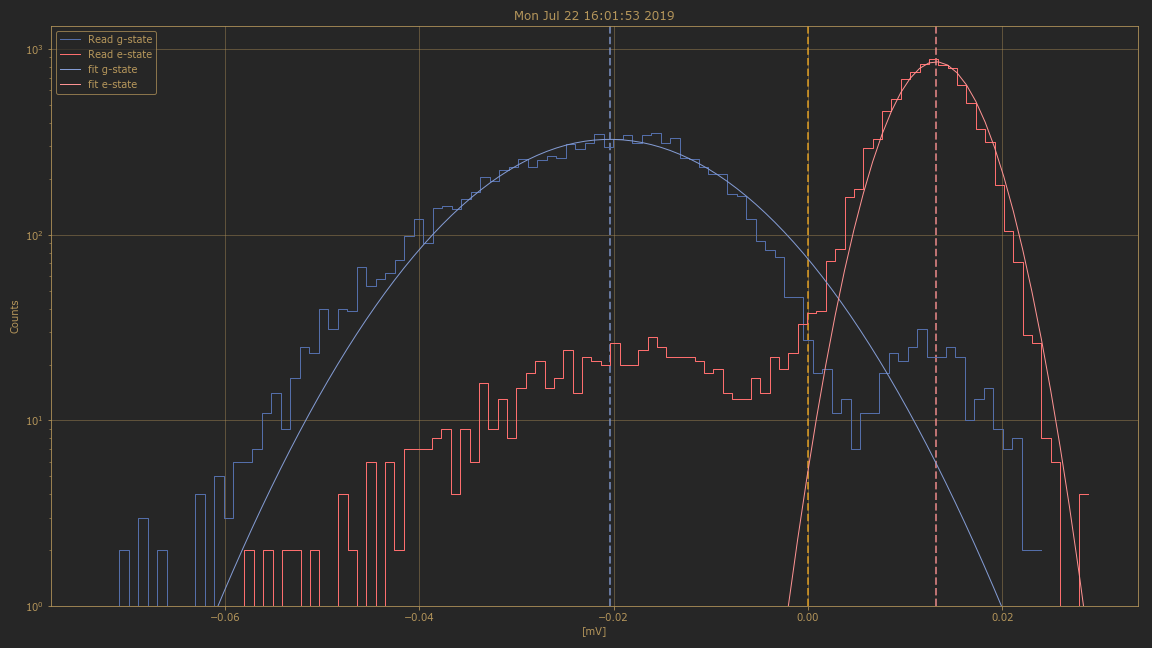 Mon Jul 22 16:01:53 2019
Read g-state
Read e-state
fit g-state
fit e-state
10³
10²
10¹
10⁰
Counts
−0.06
−0.04
−0.02
0.00
0.02
[mV]